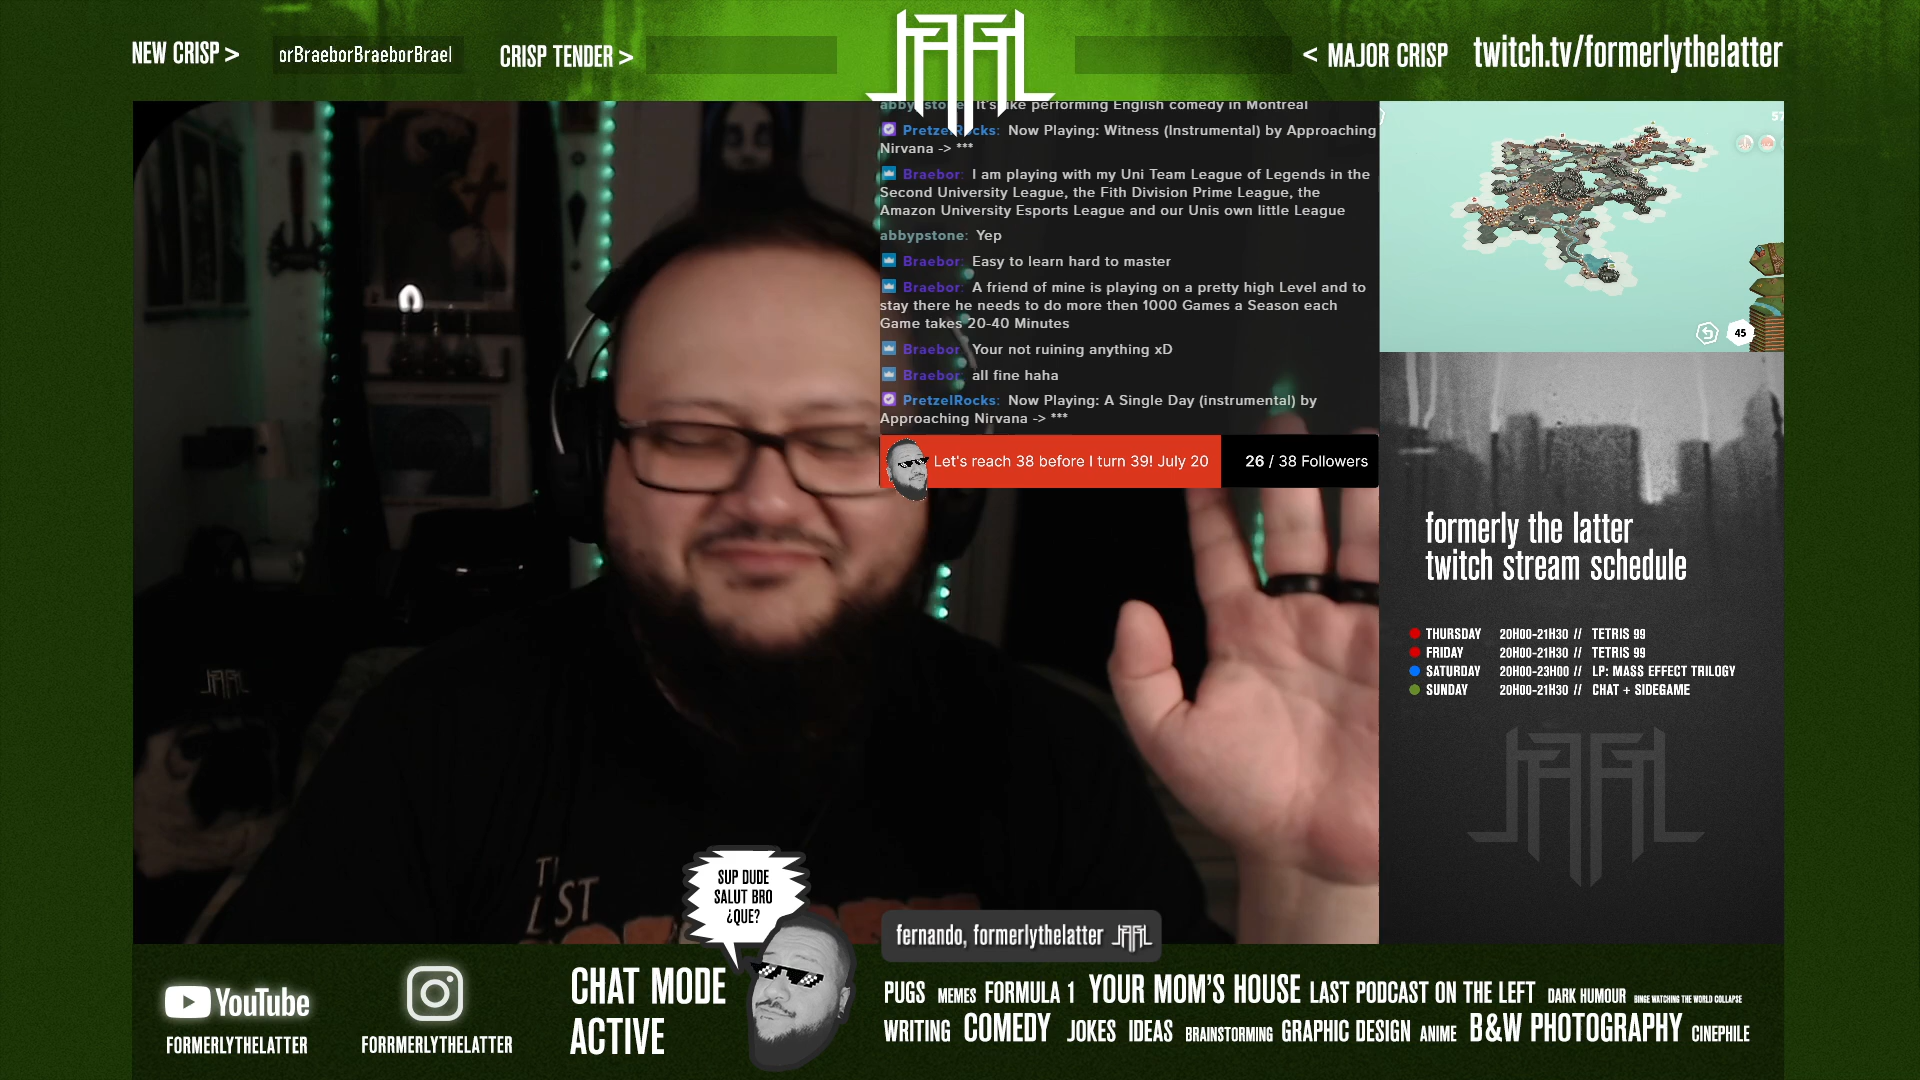 NEW CRISP >
orBraeborBraeborBrael
CRISP TENDER >
< MAJOR CRISP
twitch.tv/formerlythelatter
abbypstone: It's like performing English comedy in Montreal
PretzelRocks: Now Playing: Witness (Instrumental) by Approaching
Nirvana -> ***
Braebor: I am playing with my Uni Team League of Legends in the
Second University League, the Fith Division Prime League, the
Amazon University Esports League and our Unis own little League
abbypstone: Yep
Braebor: Easy to learn hard to master
Braebor: A friend of mine is playing on a pretty high Level and to
stay there he needs to do more then 1000 Games a Season each
Game takes 20-40 Minutes
Braebor: Your not ruining anything xD
Braebor: all fine haha
PretzelRocks: Now Playing: A Single Day (instrumental) by
Approaching Nirvana -> ***
Let's reach 38 before I turn 39! July 20
26 / 38 Followers
57
45
formerly the latter
twitch stream schedule
THURSDAY 20H00-21H30 // TETRIS 99
FRIDAY 20H00-21H30 // TETRIS 99
SATURDAY 20H00-23H00 // LP: MASS EFFECT TRILOGY
SUNDAY 20H00-21H30 // CHAT + SIDEGAME
SUP DUDE
SALUT BRO
¿QUE?
fernando, formerlythelatter
YouTube
FORMERLYTHELATTER
FORRMERLYTHELATTER
CHAT MODE
ACTIVE
PUGS MEMES FORMULA 1 YOUR MOM'S HOUSE LAST PODCAST ON THE LEFT DARK HUMOUR BINGE WATCHING THE WORLD COLLAPSE
WRITING COMEDY JOKES IDEAS BRAINSTORMING GRAPHIC DESIGN ANIME B&W PHOTOGRAPHY CINEPHILE